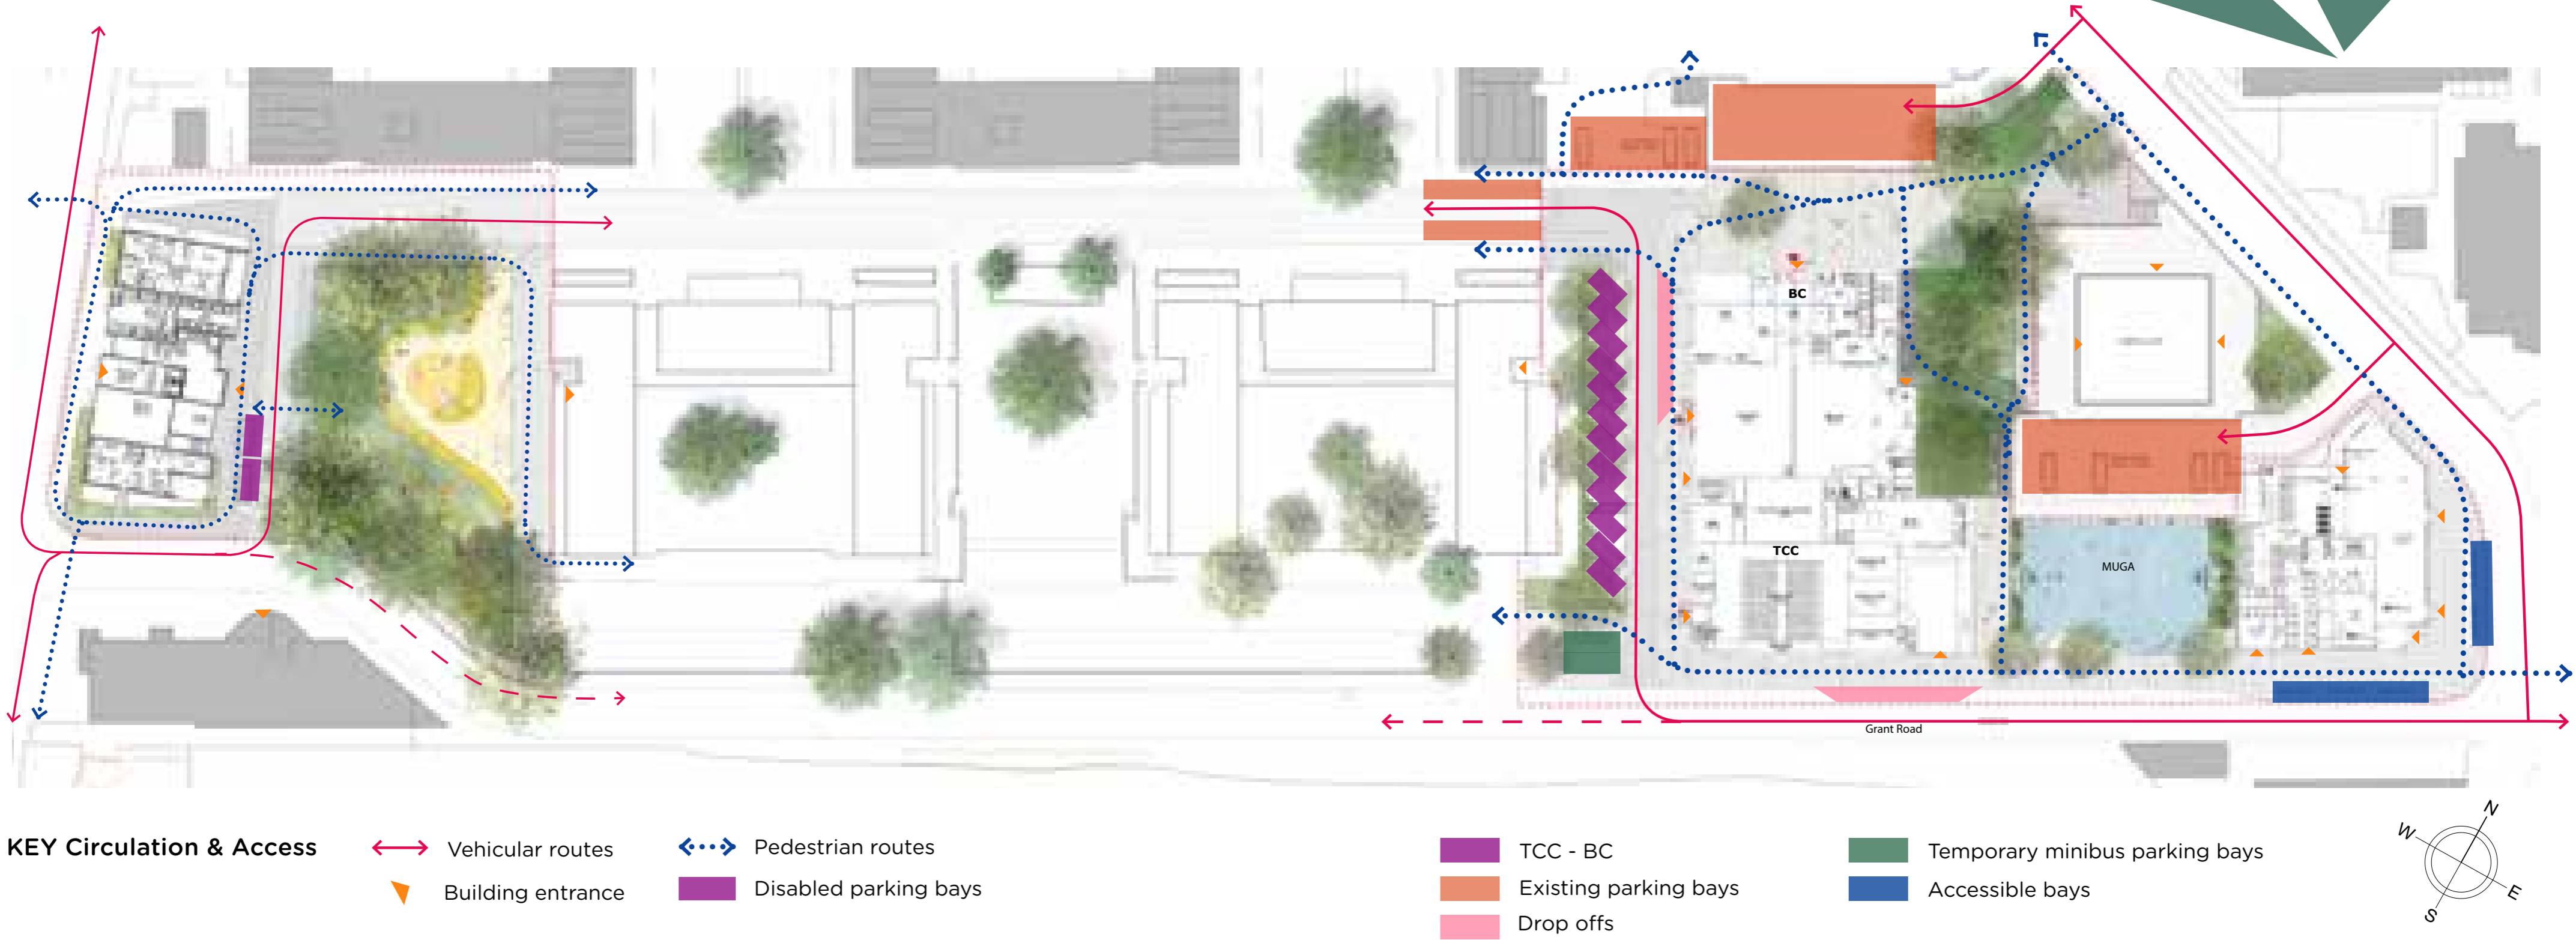 BC
TCC
MUGA
Grant Road
KEY Circulation & Access
Vehicular routes
Building entrance
Pedestrian routes
Disabled parking bays
TCC - BC
Existing parking bays
Drop offs
Temporary minibus parking bays
Accessible bays
N
W
E
S